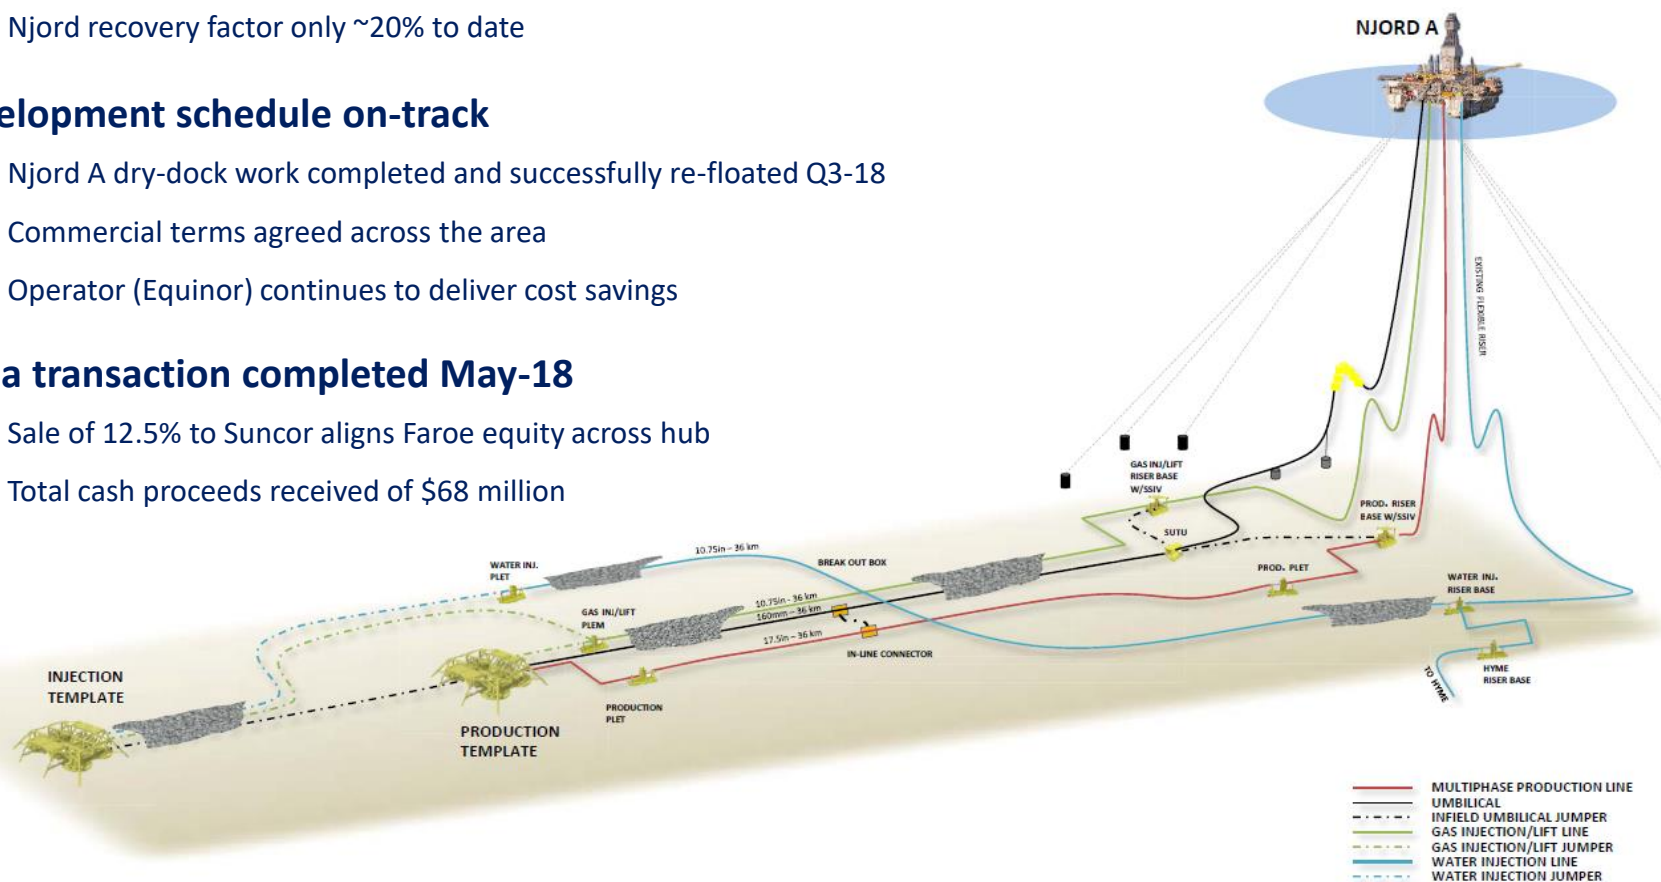 Njord recovery factor only ~20% to date
elopment schedule on-track
Njord A dry-dock work completed and successfully re-floated Q3-18
Commercial terms agreed across the area
Operator (Equinor) continues to deliver cost savings
a transaction completed May-18
Sale of 12.5% to Suncor aligns Faroe equity across hub
Total cash proceeds received of $68 million
NJORD A
EXISTING FLEXIBLE RISER
GAS INJ/LIFT
RISER BASE
W/SSIV
SUTU
PROD. RISER
BASE W/SSIV
PROD. PLET
WATER INJ.
RISER BASE
HYME
RISER BASE
TO HYME
10.75in – 36 km
BREAK OUT BOX
WATER INJ.
PLET
GAS INJ/LIFT
PLEM
10.75in - 36 km
160mm – 36 km
17.5in – 36 km
IN-LINE CONNECTOR
INJECTION
TEMPLATE
PRODUCTION
PLET
PRODUCTION
TEMPLATE
MULTIPHASE PRODUCTION LINE
UMBILICAL
INFIELD UMBILICAL JUMPER
GAS INJECTION/LIFT LINE
GAS INJECTION/LIFT JUMPER
WATER INJECTION LINE
WATER INJECTION JUMPER